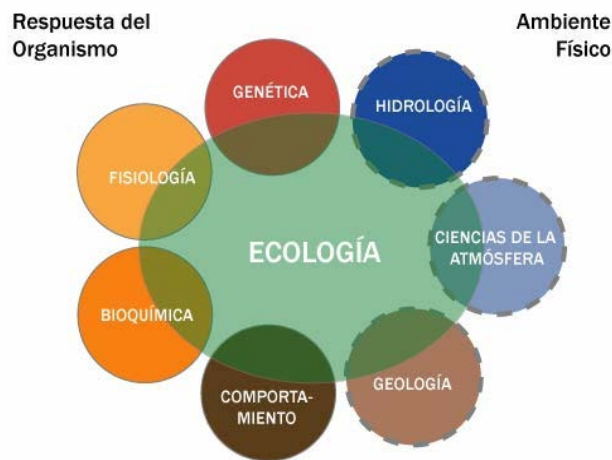 Respuesta del
Organismo
Ambiente
Físico
GENÉTICA
HIDROLOGÍA
FISIOLOGÍA
ECOLOGÍA
CIENCIAS DE LA
ATMÓSFERA
BIOQUÍMICA
GEOLOGÍA
COMPORTA-
MIENTO